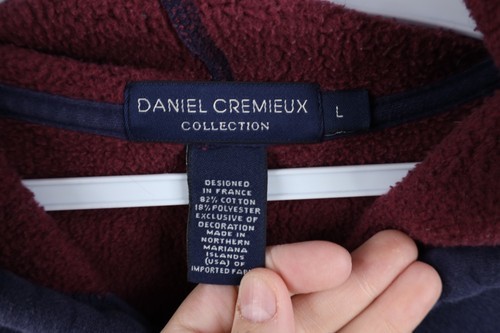 DANIEL CREMIEUX
COLLECTION
L
DESIGNED
IN FRANCE
82% COTTON
18% POLYESTER
EXCLUSIVE OF
DECORATION
MADE IN
NORTHERN
MARIANA
ISLANDS
(USA) OF
IMPORTED